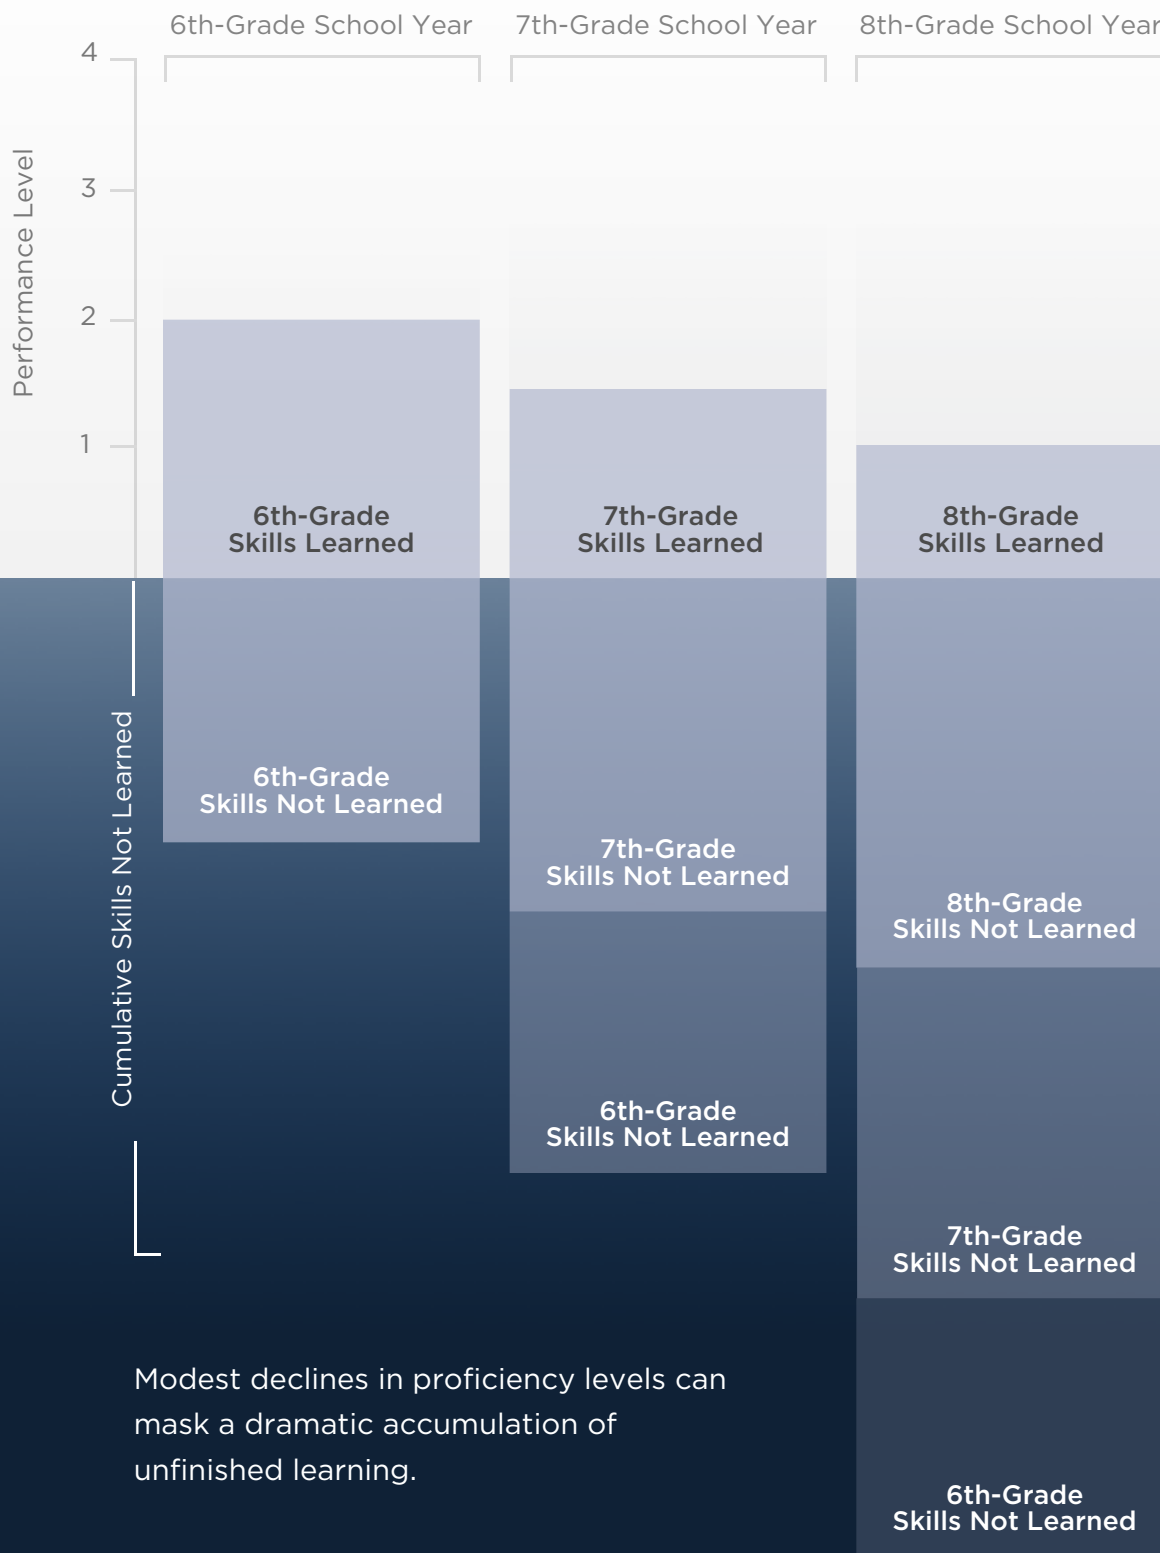 6th-Grade School Year
7th-Grade School Year
8th-Grade School Year
4
3
2
1
Performance Level
6th-Grade
Skills Learned
7th-Grade
Skills Learned
8th-Grade
Skills Learned
Cumulative Skills Not Learned
6th-Grade
Skills Not Learned
7th-Grade
Skills Not Learned
8th-Grade
Skills Not Learned
6th-Grade
Skills Not Learned
7th-Grade
Skills Not Learned
6th-Grade
Skills Not Learned
Modest declines in proficiency levels can
mask a dramatic accumulation of
unfinished learning.